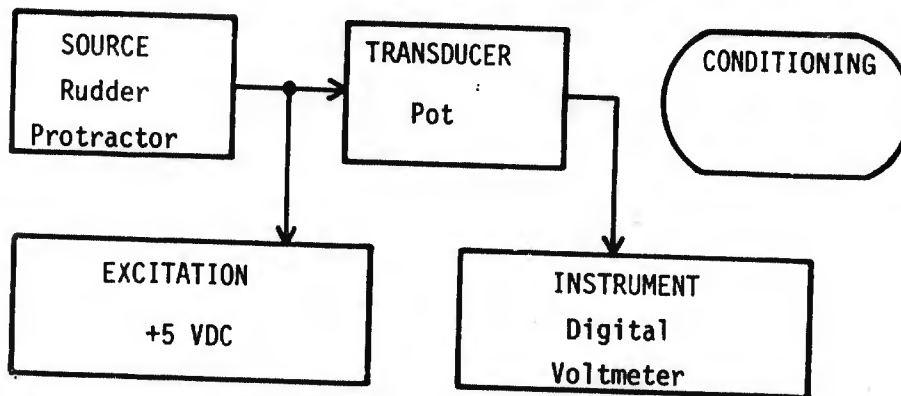 SOURCE
Rudder
Protractor
TRANSDUCER
Pot
CONDITIONING
EXCITATION
+5 VDC
INSTRUMENT
Digital
Voltmeter